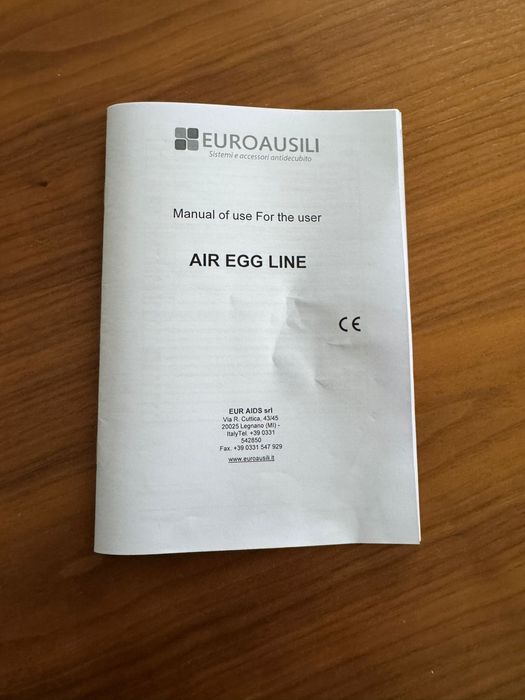 EUROAUSILI
Sistemi e accessori antidecubito
Manual of use For the user
AIR EGG LINE
CE
EUR AIDS srl
Via R. Cuttica, 43/45
20025 Legnano (MI) -
ItalyTel. +39 0331
542850
Fax. +39 0331 547 929
www.euroausili.it